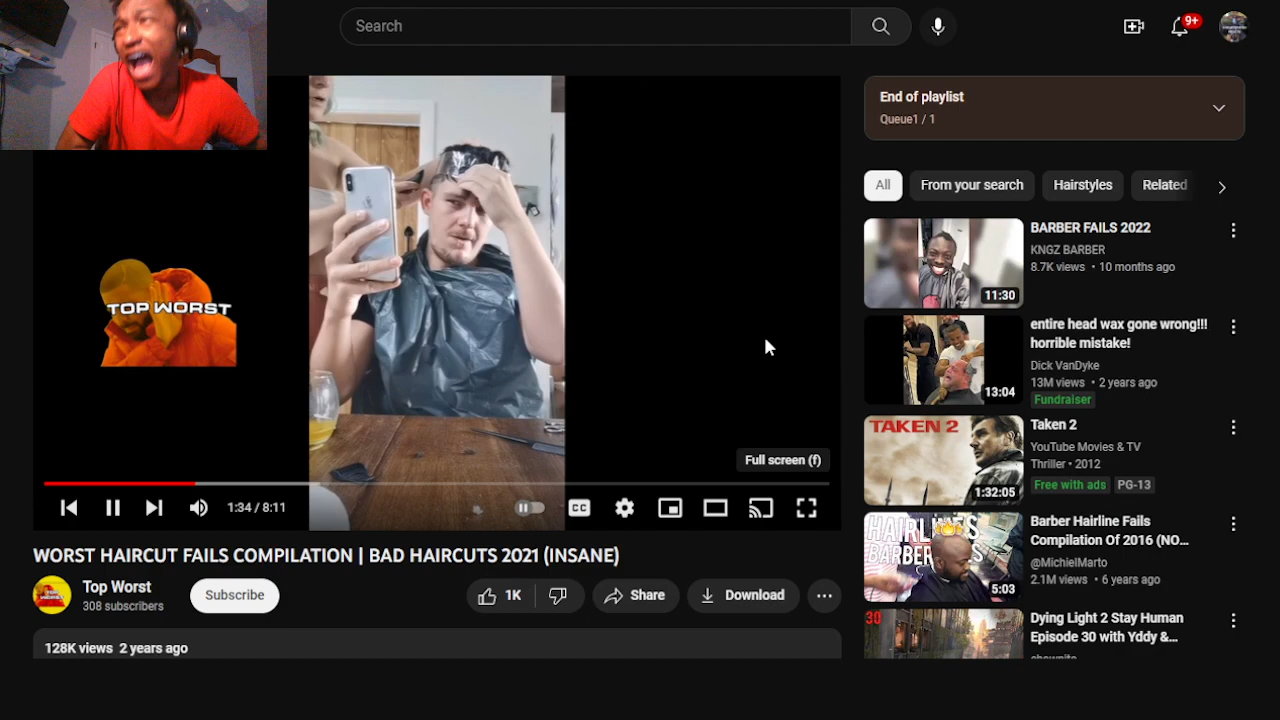 Search
9+
End of playlist
Queue1 / 1
All
From your search
Hairstyles
Related
TOP WORST
Full screen (f)
1:34 / 8:11
CC
WORST HAIRCUT FAILS COMPILATION | BAD HAIRCUTS 2021 (INSANE)
Top Worst
308 subscribers
Subscribe
1K
Share
Download
128K views 2 years ago
11:30
BARBER FAILS 2022
KNGZ BARBER
8.7K views • 10 months ago
13:04
entire head wax gone wrong!!!
horrible mistake!
Dick VanDyke
13M views • 2 years ago
Fundraiser
TAKEN 2
1:32:05
Taken 2
YouTube Movies & TV
Thriller • 2012
Free with ads
PG-13
HAIRLINES
BARBER
5:03
Barber Hairline Fails
Compilation Of 2016 (NO...
@MichielMarto
2.1M views • 6 years ago
30
Dying Light 2 Stay Human
Episode 30 with Yddy &...